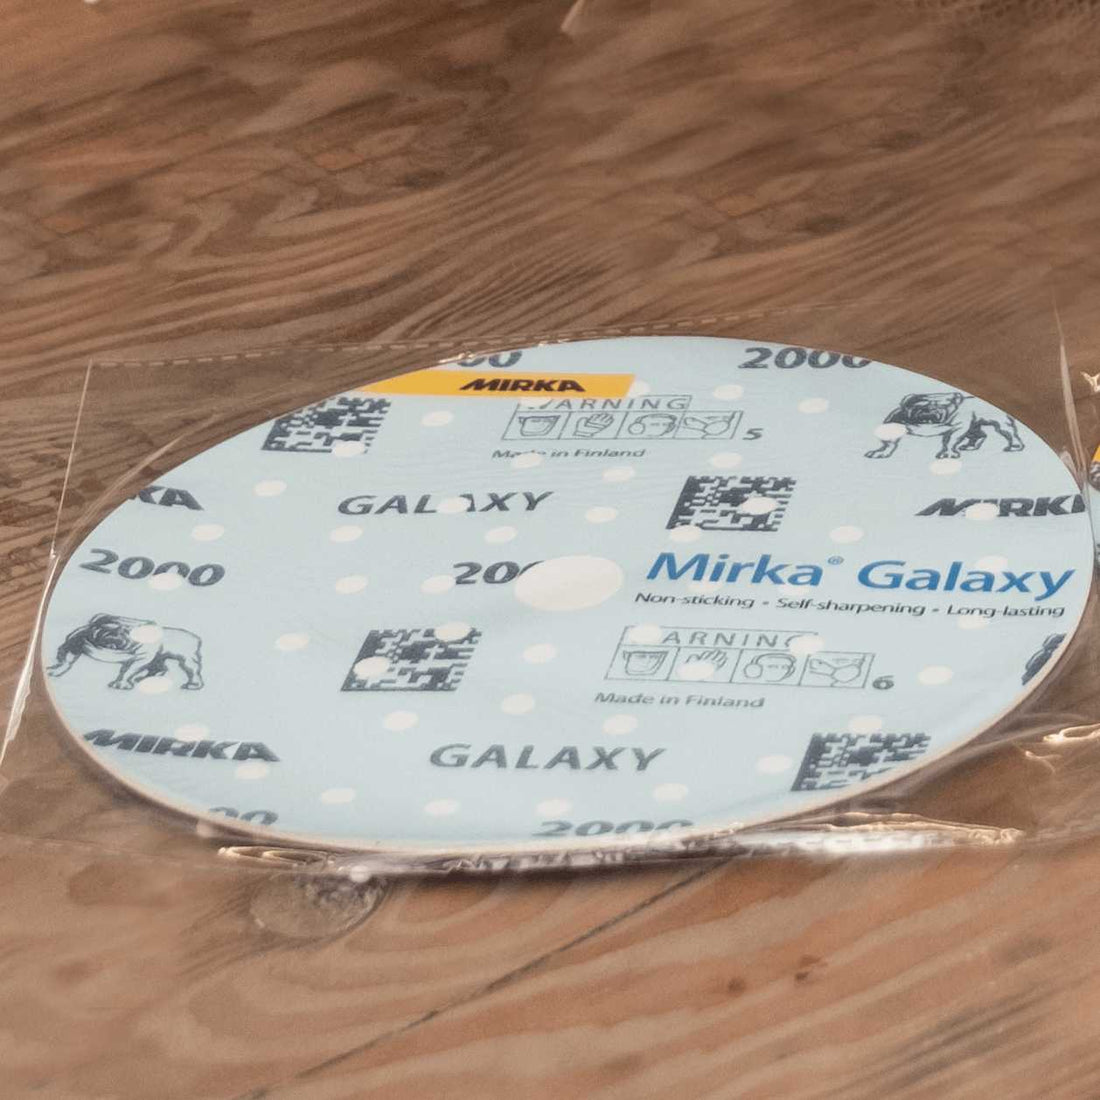 2000
MIRKA
WARNING
5
Made in Finland
GALAXY
MIRKA
2000
Mirka® Galaxy
Non-sticking • Self-sharpening • Long-lasting
WARNING
6
Made in Finland
MIRKA
GALAXY
2000